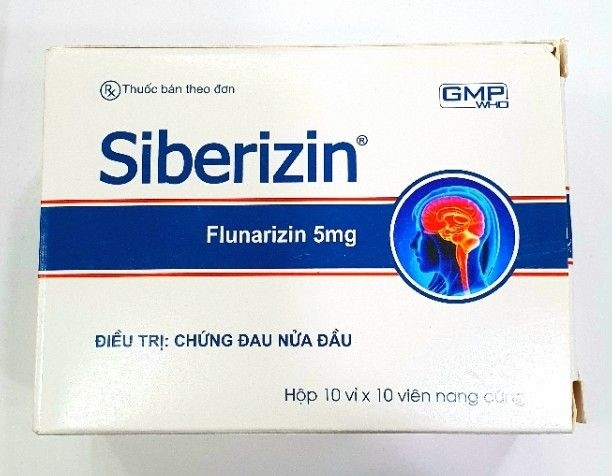 Rx Thuốc bán theo đơn
GMP
WHO
Siberizin®
Flunarizin 5mg
ĐIỀU TRỊ: CHỨNG ĐAU NỬA ĐẦU
Hộp 10 vỉ x 10 viên nang cứng